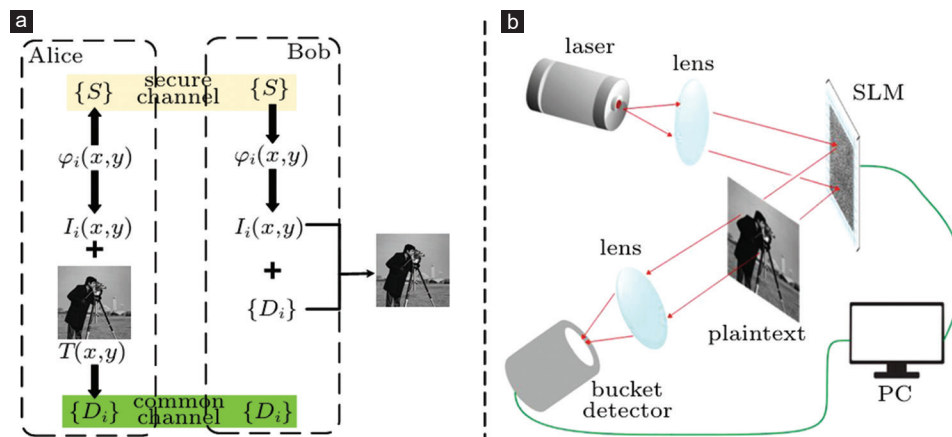 a
Alice
Bob
{S}
secure
channel
{S}
φᵢ(x,y)
φᵢ(x,y)
Iᵢ(x,y)
Iᵢ(x,y)
+
+
{Dᵢ}
T(x,y)
{Dᵢ}
common
channel
{Dᵢ}
b
laser
lens
SLM
lens
plaintext
bucket
detector
PC